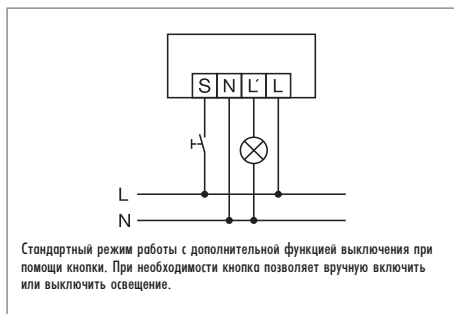 S N L´ L
L
N
Стандартный режим работы с дополнительной функцией выключения при
помощи кнопки. При необходимости кнопка позволяет вручную включить
или выключить освещение.